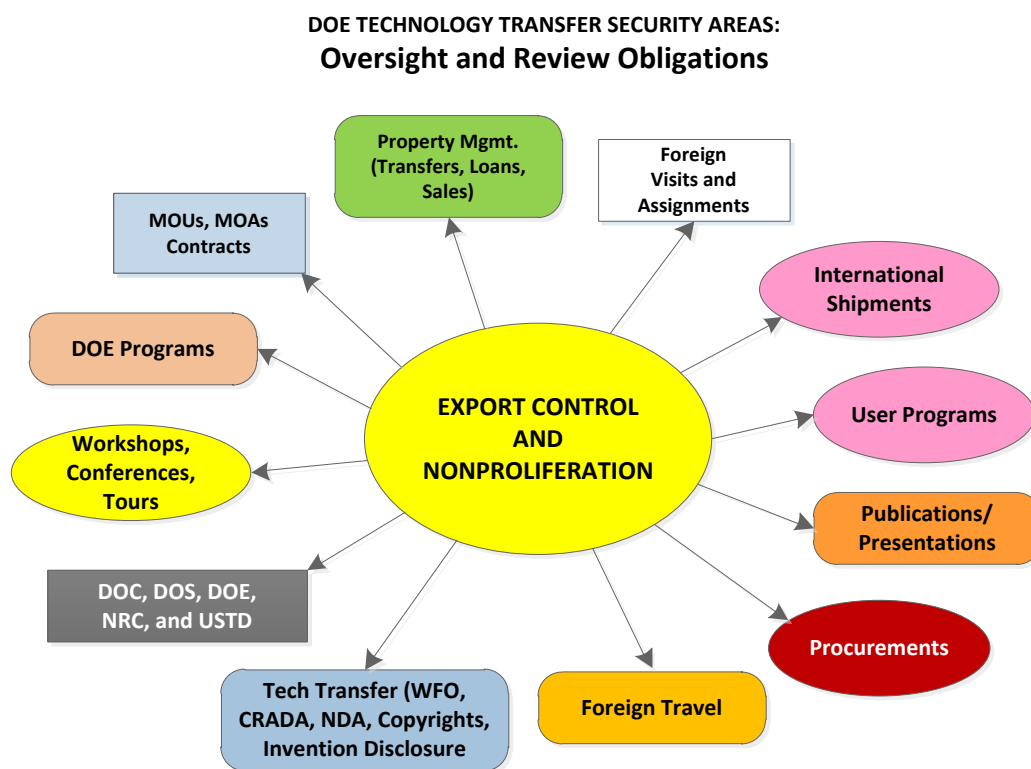 DOE TECHNOLOGY TRANSFER SECURITY AREAS:
Oversight and Review Obligations
Property Mgmt.
(Transfers, Loans,
Sales)
Foreign
Visits and
Assignments
MOUs, MOAs
Contracts
International
Shipments
DOE Programs
EXPORT CONTROL
AND
NONPROLIFERATION
User Programs
Workshops,
Conferences,
Tours
Publications/
Presentations
DOC, DOS, DOE,
NRC, and USTD
Procurements
Tech Transfer (WFO,
CRADA, NDA, Copyrights,
Invention Disclosure
Foreign Travel